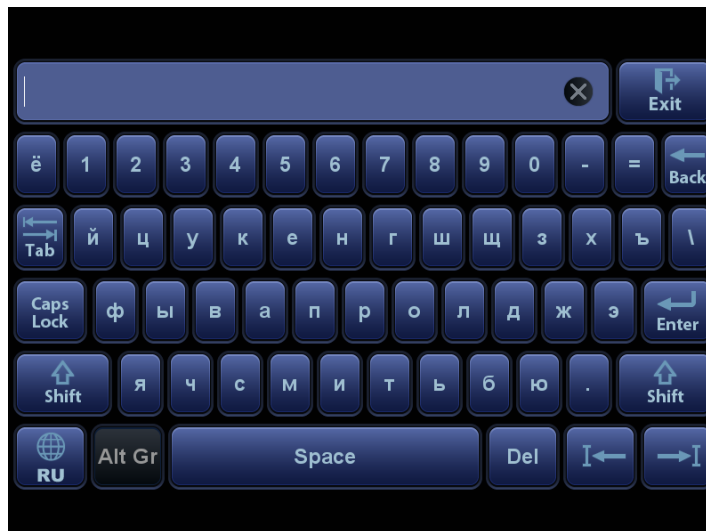 Exit
ё 1 2 3 4 5 6 7 8 9 0 - = Back
Tab й ц у к е н г ш щ з х ъ \
Caps Lock ф ы в а п р о л д ж э Enter
Shift я ч с м и т ь б ю . Shift
RU Alt Gr Space Del